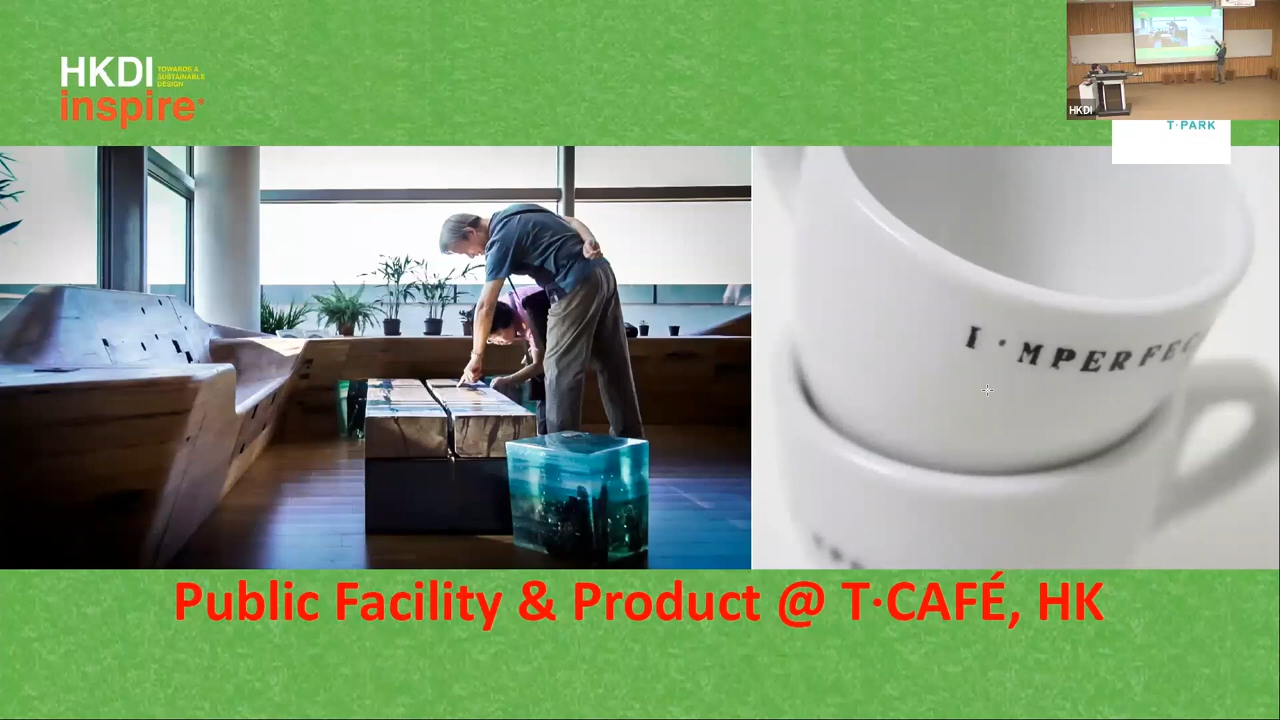 HKDI
TOWARDS A
SUSTAINABLE
DESIGN
inspire
HKDI
T·PARK
I·MPERFEC
Public Facility & Product @ T·CAFÉ, HK